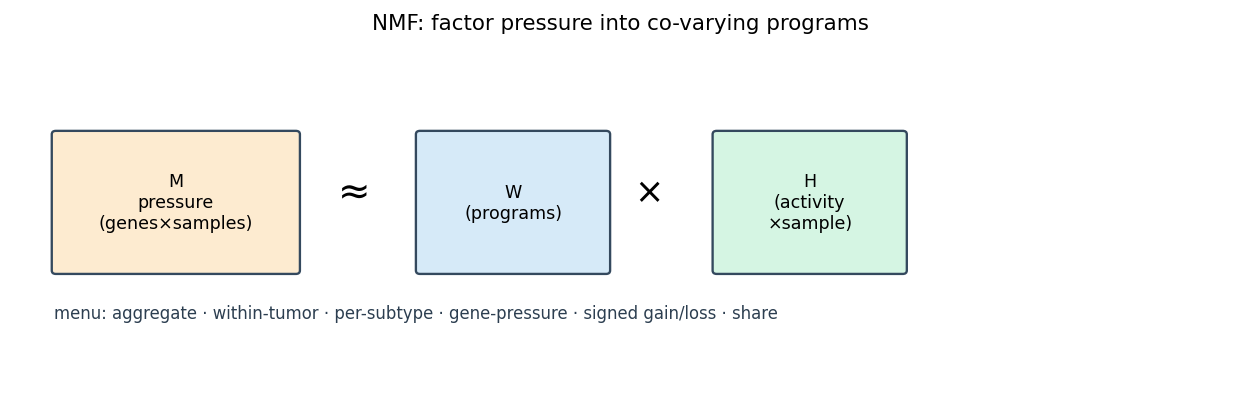 NMF: factor pressure into co-varying programs
M
pressure
(genes×samples)
≈
W
(programs)
×
H
(activity
×sample)
menu: aggregate · within-tumor · per-subtype · gene-pressure · signed gain/loss · share